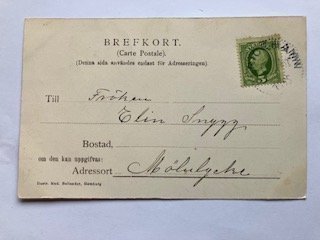 BREFKORT.
(Carte Postale).
(Denna sida användes endast för Adresseringen).
Till Fröken
Elin Snygg
Bostad,
om den kan uppgifvas:
Adressort Mölnlycke